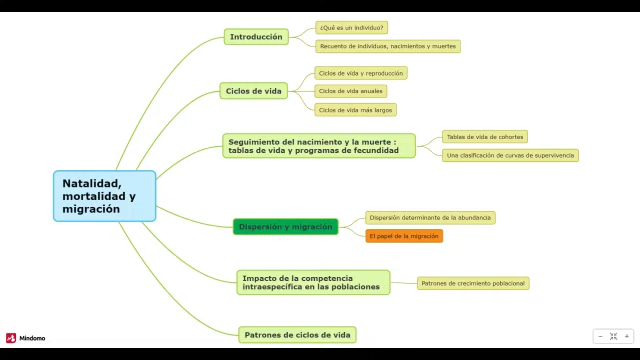 Introducción
¿Qué es un individuo?
Recuento de individuos, nacimientos y muertes
Ciclos de vida
Ciclos de vida y reproducción
Ciclos de vida anuales
Ciclos de vida más largos
Seguimiento del nacimiento y la muerte :
tablas de vida y programas de fecundidad
Tablas de vida de cohortes
Una clasificación de curvas de supervivencia
Natalidad,
mortalidad y
migración
Dispersión y migración
Dispersión determinante de la abundancia
El papel de la migración
Impacto de la competencia
intraespecífica en las poblaciones
Patrones de crecimiento poblacional
Patrones de ciclos de vida
Mindomo